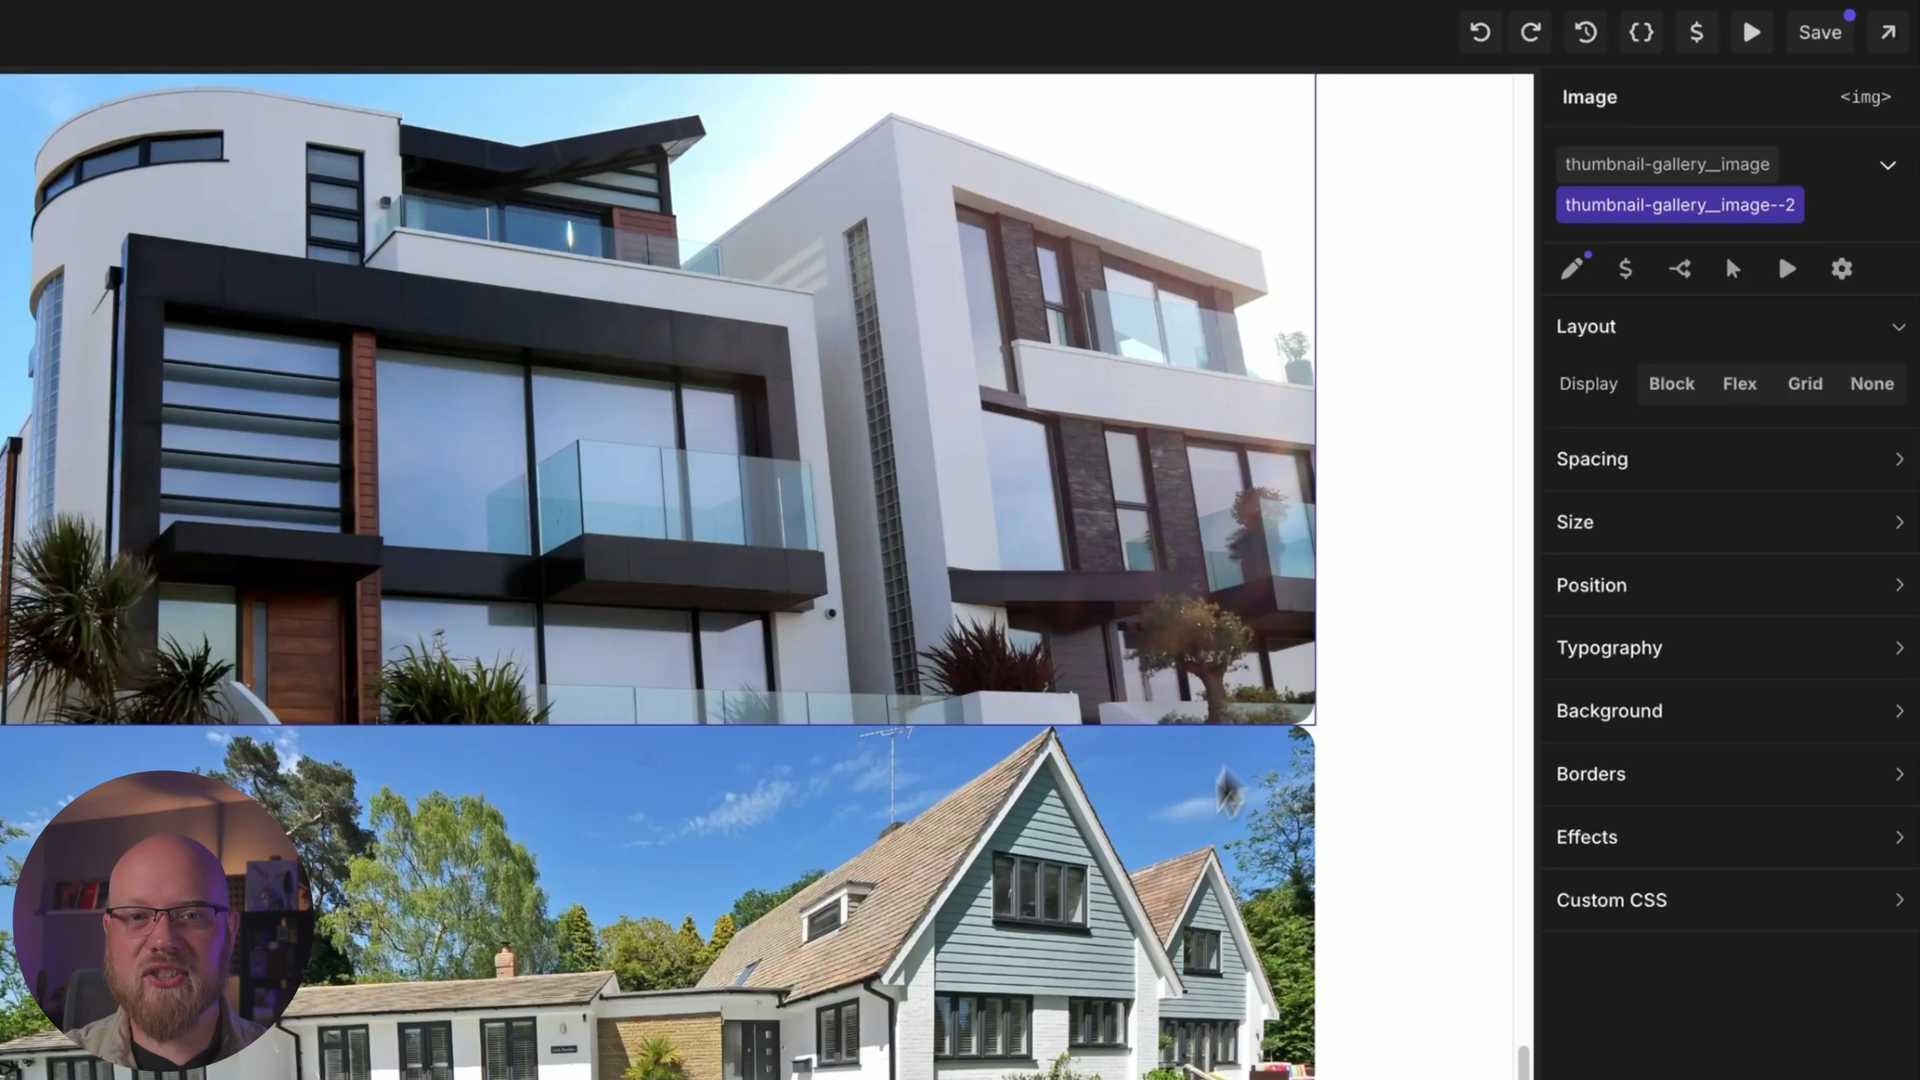 Save
Image
<img>
thumbnail-gallery__image
thumbnail-gallery__image--2
Layout
Display
Block
Flex
Grid
None
Spacing
Size
Position
Typography
Background
Borders
Effects
Custom CSS